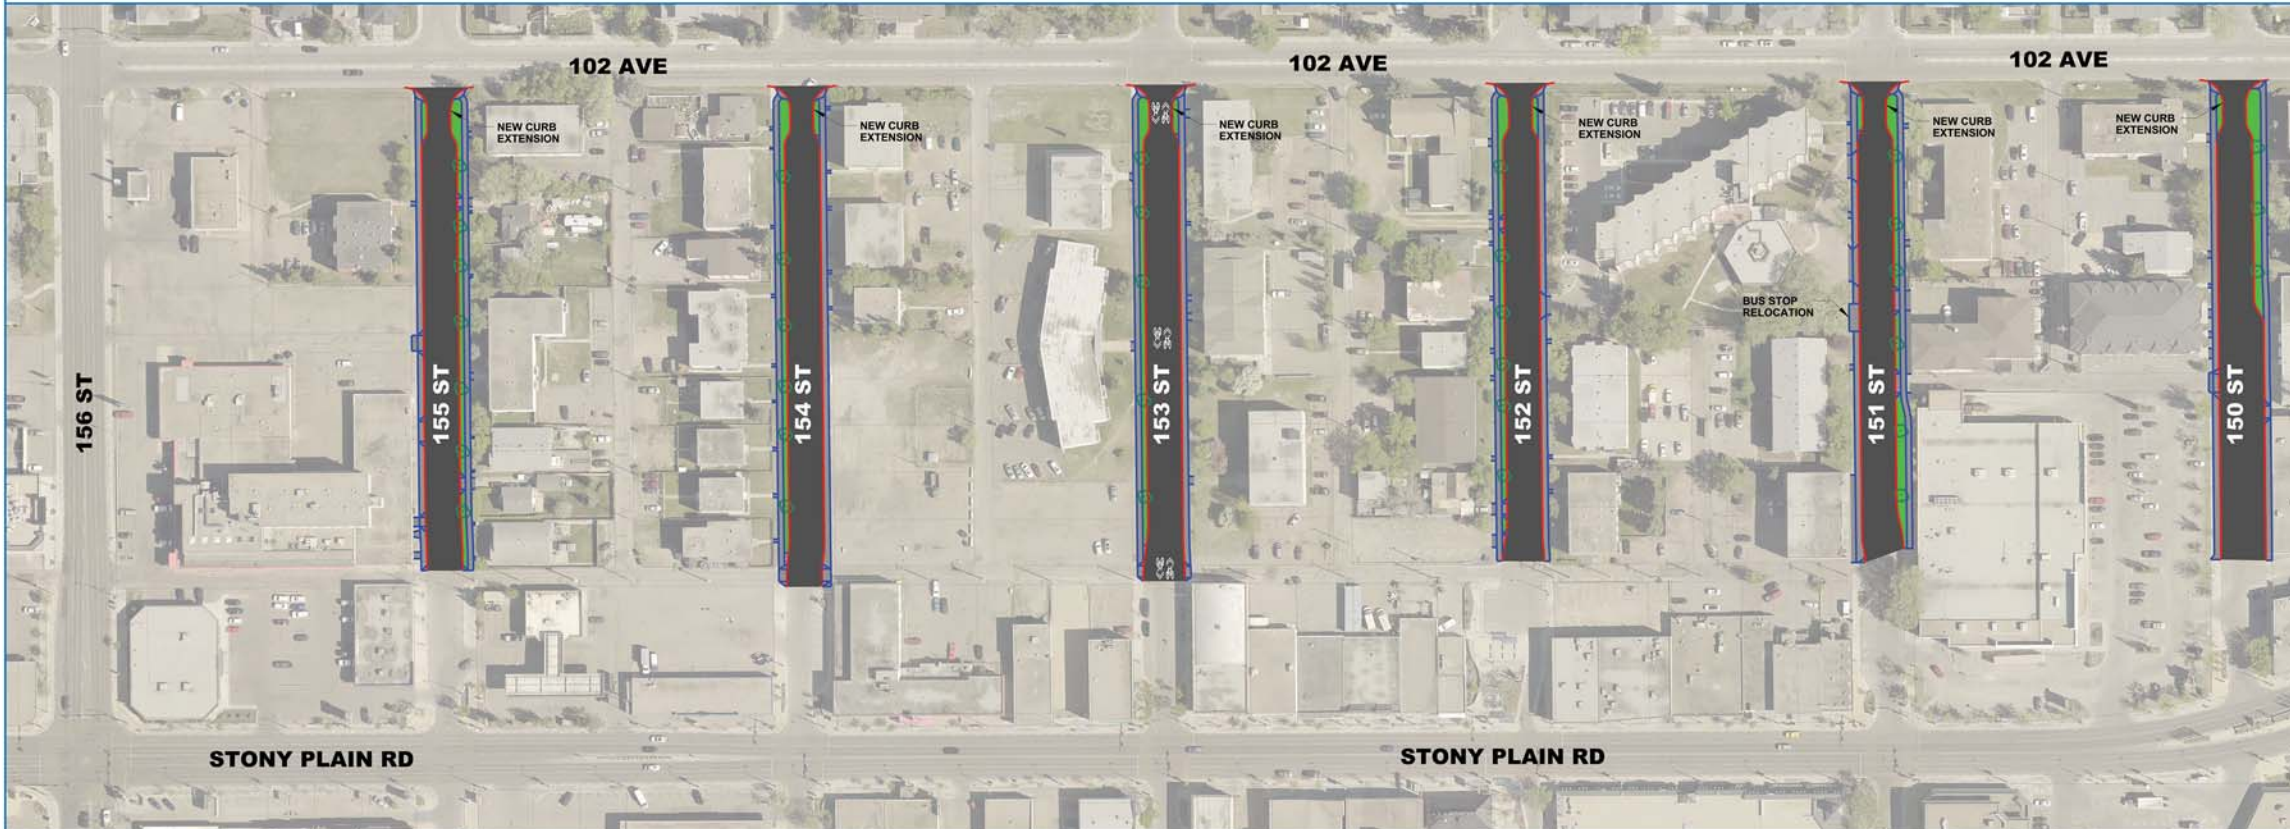 102 AVE
102 AVE
102 AVE
NEW CURB
EXTENSION
NEW CURB
EXTENSION
NEW CURB
EXTENSION
NEW CURB
EXTENSION
NEW CURB
EXTENSION
NEW CURB
EXTENSION
BUS STOP
RELOCATION
156 ST
155 ST
154 ST
153 ST
152 ST
151 ST
150 ST
STONY PLAIN RD
STONY PLAIN RD